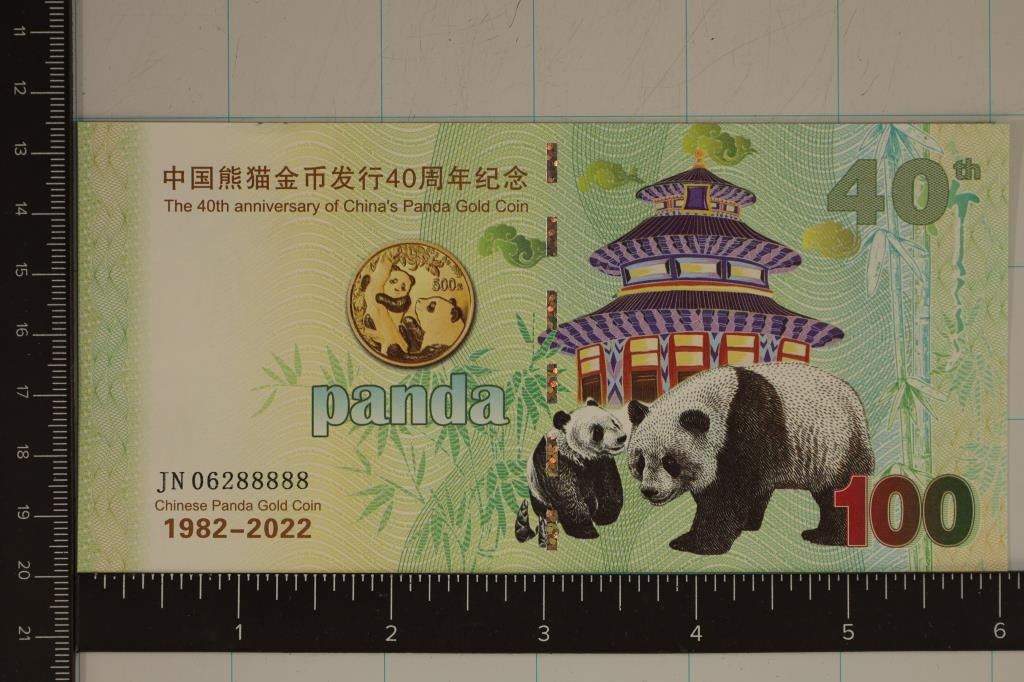 中国熊猫金币发行40周年纪念
The 40th anniversary of China's Panda Gold Coin
40th
500元
panda
JN 06288888
Chinese Panda Gold Coin
1982-2022
100
11
12
13
14
15
16
17
18
19
20
21
1 2 3 4 5 6